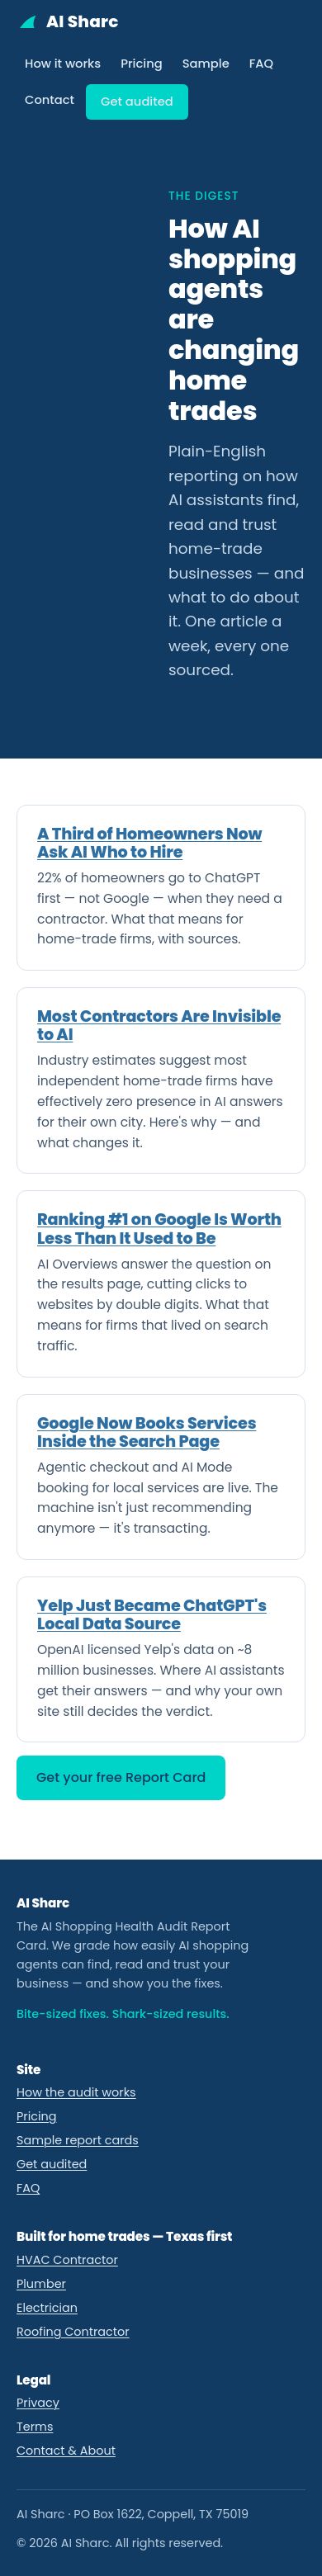 AI Sharc
How it works
Pricing
Sample
FAQ
Contact
Get audited
THE DIGEST
How AI
shopping
agents
are
changing
home
trades
Plain-English
reporting on how
AI assistants find,
read and trust
home-trade
businesses — and
what to do about
it. One article a
week, every one
sourced.
A Third of Homeowners Now
Ask AI Who to Hire
22% of homeowners go to ChatGPT
first — not Google — when they need a
contractor. What that means for
home-trade firms, with sources.
Most Contractors Are Invisible
to AI
Industry estimates suggest most
independent home-trade firms have
effectively zero presence in AI answers
for their own city. Here's why — and
what changes it.
Ranking #1 on Google Is Worth
Less Than It Used to Be
AI Overviews answer the question on
the results page, cutting clicks to
websites by double digits. What that
means for firms that lived on search
traffic.
Google Now Books Services
Inside the Search Page
Agentic checkout and AI Mode
booking for local services are live. The
machine isn't just recommending
anymore — it's transacting.
Yelp Just Became ChatGPT's
Local Data Source
OpenAI licensed Yelp's data on ~8
million businesses. Where AI assistants
get their answers — and why your own
site still decides the verdict.
Get your free Report Card
AI Sharc
The AI Shopping Health Audit Report
Card. We grade how easily AI shopping
agents can find, read and trust your
business — and show you the fixes.
Bite-sized fixes. Shark-sized results.
Site
How the audit works
Pricing
Sample report cards
Get audited
FAQ
Built for home trades — Texas first
HVAC Contractor
Plumber
Electrician
Roofing Contractor
Legal
Privacy
Terms
Contact & About
AI Sharc · PO Box 1622, Coppell, TX 75019
© 2026 AI Sharc. All rights reserved.